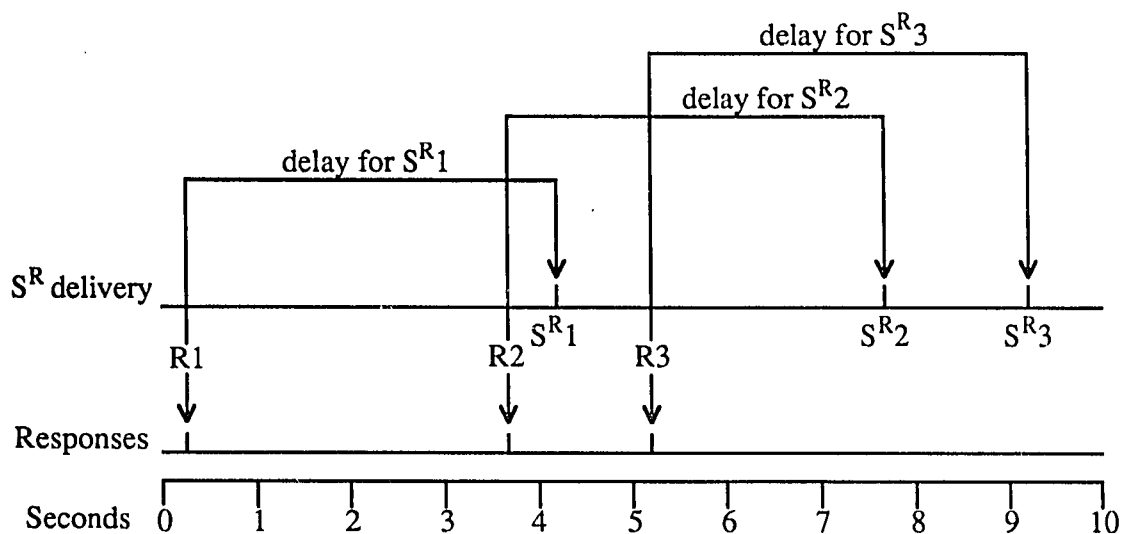 delay for S^R3
delay for S^R2
delay for S^R1
S^R delivery
S^R1 S^R2 S^R3
R1 R2 R3
Responses
Seconds 0 1 2 3 4 5 6 7 8 9 10